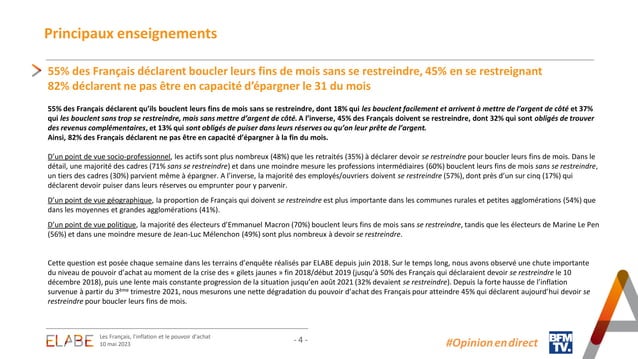 Principaux enseignements
55% des Français déclarent boucler leurs fins de mois sans se restreindre, 45% en se restreignant
82% déclarent ne pas être en capacité d’épargner le 31 du mois
55% des Français déclarent qu’ils bouclent leurs fins de mois sans se restreindre, dont 18% qui les bouclent facilement et arrivent à mettre de l’argent de côté et 37%
qui les bouclent sans trop se restreindre, mais sans mettre d’argent de côté. A l’inverse, 45% des Français doivent se restreindre, dont 32% qui sont obligés de trouver
des revenus complémentaires, et 13% qui sont obligés de puiser dans leurs réserves ou qu’on leur prête de l’argent.
Ainsi, 82% des Français déclarent ne pas être en capacité d’épargner à la fin du mois.
D’un point de vue socio-professionnel, les actifs sont plus nombreux (48%) que les retraités (35%) à déclarer devoir se restreindre pour boucler leurs fins de mois. Dans le
détail, une majorité des cadres (71% sans se restreindre) et dans une moindre mesure les professions intermédiaires (60%) bouclent leurs fins de mois sans se restreindre,
un tiers des cadres (30%) parvient même à épargner. A l’inverse, la majorité des employés/ouvriers doivent se restreindre (57%), dont près d’un sur cinq (17%) qui
déclarent devoir puiser dans leurs réserves ou emprunter pour y parvenir.
D’un point de vue géographique, la proportion de Français qui doivent se restreindre est plus importante dans les communes rurales et petites agglomérations (54%) que
dans les moyennes et grandes agglomérations (41%).
D’un point de vue politique, la majorité des électeurs d’Emmanuel Macron (70%) bouclent leurs fins de mois sans se restreindre, tandis que les électeurs de Marine Le Pen
(56%) et dans une moindre mesure de Jean-Luc Mélenchon (49%) sont plus nombreux à devoir se restreindre.
Cette question est posée chaque semaine dans les terrains d’enquête réalisés par ELABE depuis juin 2018. Sur le temps long, nous avons observé une chute importante
du niveau de pouvoir d’achat au moment de la crise des « gilets jaunes » fin 2018/début 2019 (jusqu’à 50% des Français qui déclaraient devoir se restreindre le 10
décembre 2018), puis une lente mais constante progression de la situation jusqu’en août 2021 (32% devaient se restreindre). Depuis la forte hausse de l’inflation
survenue à partir du 3ème trimestre 2021, nous mesurons une nette dégradation du pouvoir d’achat des Français pour atteindre 45% qui déclarent aujourd’hui devoir se
restreindre pour boucler leurs fins de mois.
ELABE
Les Français, l’inflation et le pouvoir d’achat
10 mai 2023
- 4 -
#Opinion en direct
BFM
TV.